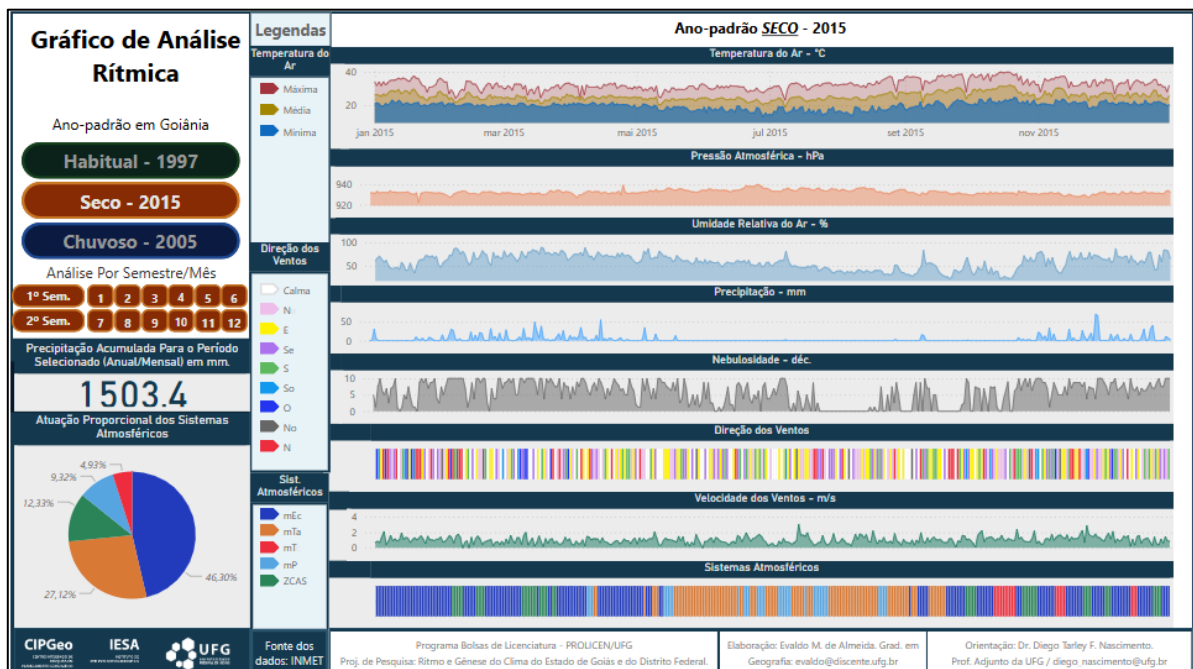 Gráfico de Análise
Rítmica
Ano-padrão em Goiânia
Habitual - 1997
Seco - 2015
Chuvoso - 2005
Análise Por Semestre/Mês
1º Sem. 1 2 3 4 5 6
2º Sem. 7 8 9 10 11 12
Precipitação Acumulada Para o Período
Selecionado (Anual/Mensal) em mm.
1503.4
Atuação Proporcional dos Sistemas
Atmosféricos
4,93%
9,32%
12,33%
27,12%
46,30%
CIPGeo
IESA
UFG
Legendas
Temperatura do
Ar
Máxima
Média
Mínima
Direção dos
Ventos
Calma
N
E
Se
S
So
O
No
N
Sist.
Atmosféricos
mEc
mTa
mT
mP
ZCAS
Fonte dos
dados: INMET
Ano-padrão SECO - 2015
Temperatura do Ar - °C
40
20
jan 2015 mar 2015 mai 2015 jul 2015 set 2015 nov 2015
Pressão Atmosférica - hPa
940
920
Umidade Relativa do Ar - %
100
50
Precipitação - mm
50
0
Nebulosidade - déc.
10
5
0
Direção dos Ventos
Velocidade dos Ventos - m/s
4
2
0
Sistemas Atmosféricos
Programa Bolsas de Licenciatura - PROLICEN/UFG
Proj. de Pesquisa: Ritmo e Gênese do Clima do Estado de Goiás e do Distrito Federal.
Elaboração: Evaldo M. de Almeida. Grad. em
Geografia: evaldo@discente.ufg.br
Orientação: Dr. Diego Tarley F. Nascimento.
Prof. Adjunto da UFG / diego_nascimento@ufg.br